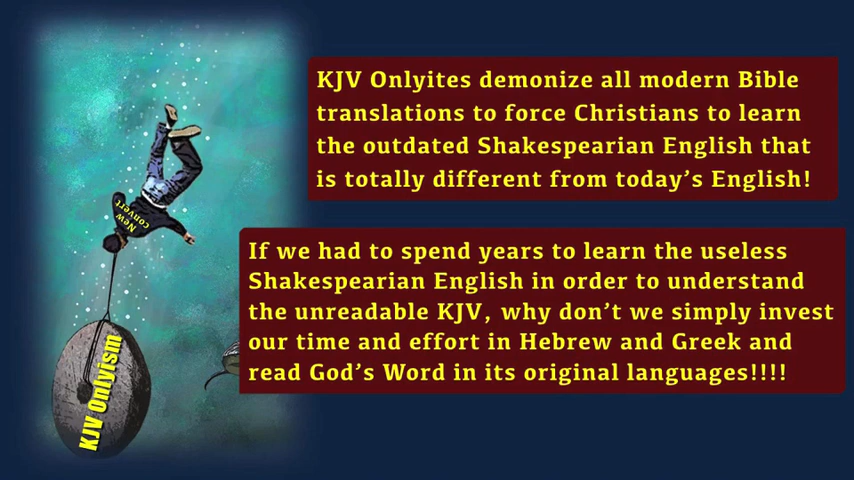 KJV Onlyites demonize all modern Bible
translations to force Christians to learn
the outdated Shakespearian English that
is totally different from today's English!
New
convert
If we had to spend years to learn the useless
Shakespearian English in order to understand
the unreadable KJV, why don't we simply invest
our time and effort in Hebrew and Greek and
read God's Word in its original languages!!!!
KJV Onlyism